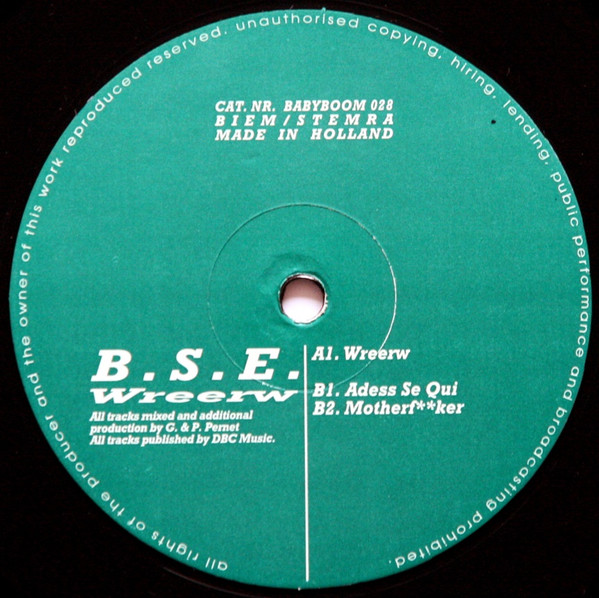 all rights of the producer and the owner of this work reproduced reserved. unauthorised copying, hiring, lending, public performance and broadcasting prohibited.
CAT. NR. BABYBOOM 028
BIEM/STEMRA
MADE IN HOLLAND
B.S.E.
Wreerw
All tracks mixed and additional
production by G. & P. Pernet
All tracks published by DBC Music.
A1. Wreerw
B1. Adess Se Qui
B2. Motherf**ker